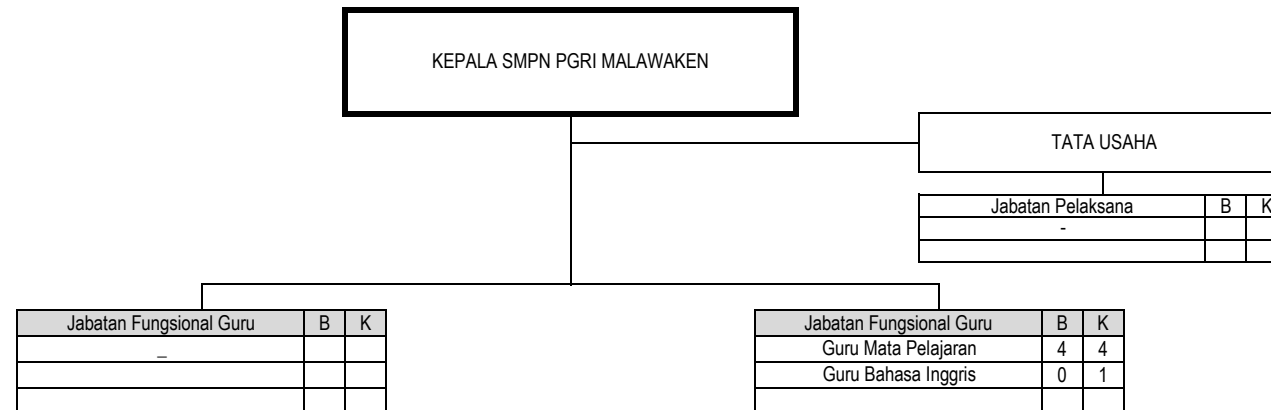 KEPALA SMPN PGRI MALAWAKEN
TATA USAHA
Jabatan Pelaksana B K
-
Jabatan Fungsional Guru B K
_
Jabatan Fungsional Guru B K
Guru Mata Pelajaran 4 4
Guru Bahasa Inggris 0 1